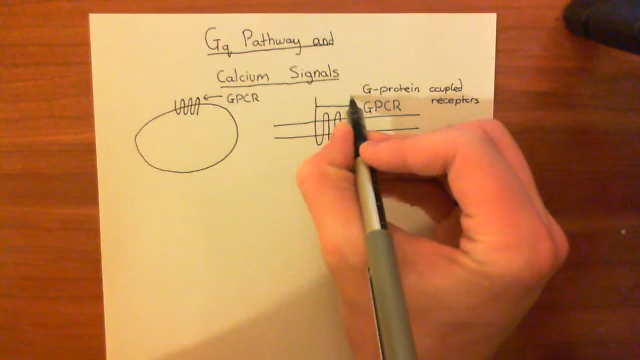 Gq Pathway and
Calcium Signals
GPCR
G-protein coupled
receptors
GPCR